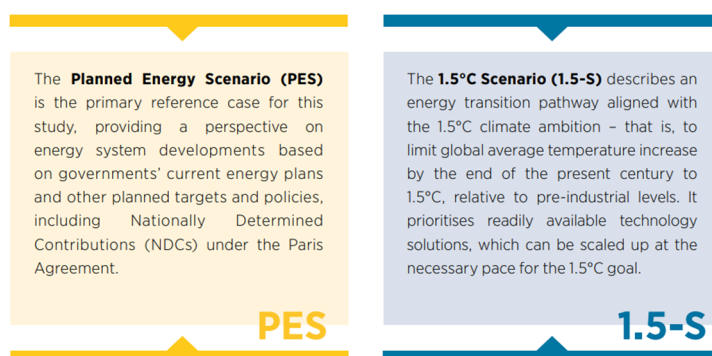 The Planned Energy Scenario (PES)
is the primary reference case for this
study, providing a perspective on
energy system developments based
on governments' current energy plans
and other planned targets and policies,
including Nationally Determined
Contributions (NDCs) under the Paris
Agreement.
PES
The 1.5°C Scenario (1.5-S) describes an
energy transition pathway aligned with
the 1.5°C climate ambition – that is, to
limit global average temperature increase
by the end of the present century to
1.5°C, relative to pre-industrial levels. It
prioritises readily available technology
solutions, which can be scaled up at the
necessary pace for the 1.5°C goal.
1.5-S